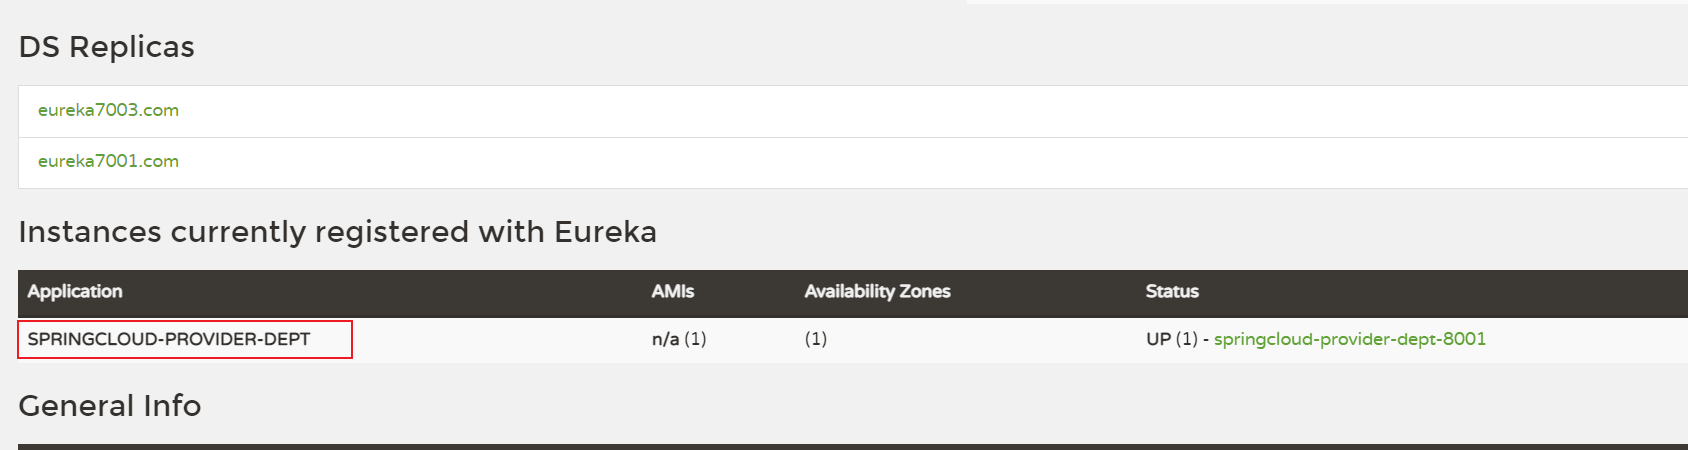 DS Replicas
eureka7003.com
eureka7001.com
Instances currently registered with Eureka
Application AMIs Availability Zones Status
SPRINGCLOUD-PROVIDER-DEPT n/a (1) (1) UP (1) - springcloud-provider-dept-8001
General Info